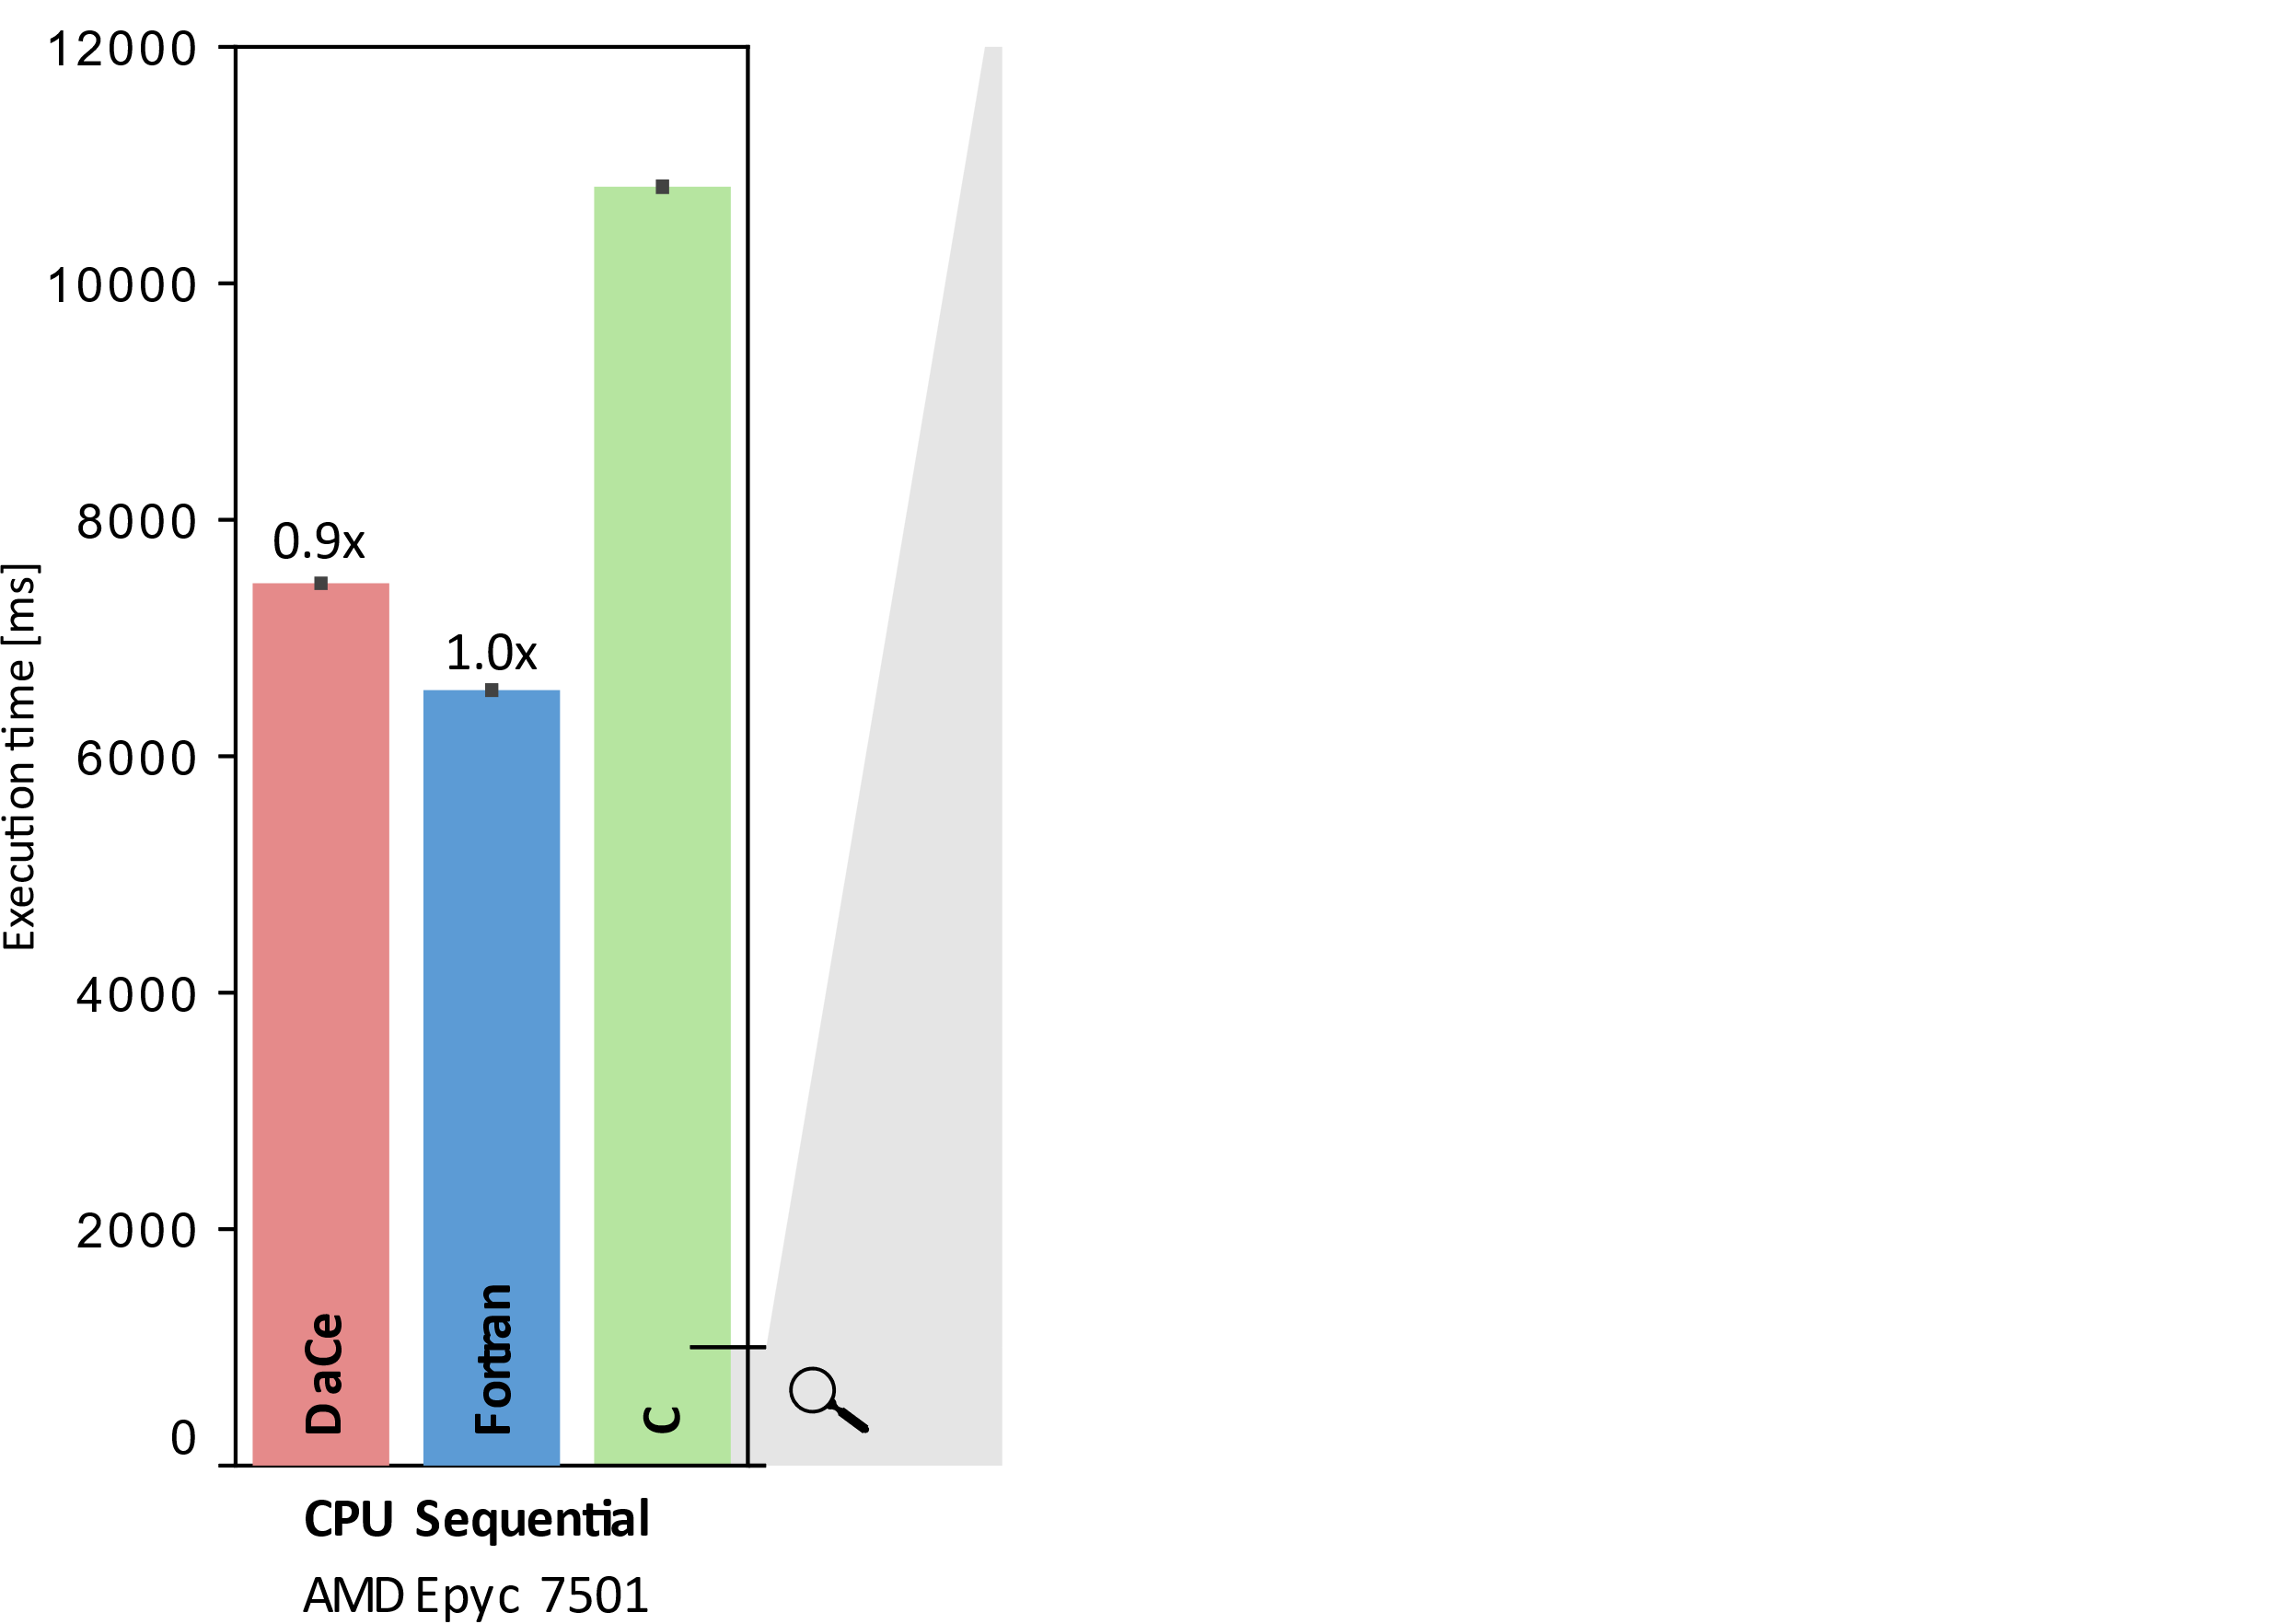 12000
10000
8000
6000
4000
2000
0
Execution time [ms]
0.9x
1.0x
DaCe
Fortran
C
CPU Sequential
AMD Epyc 7501